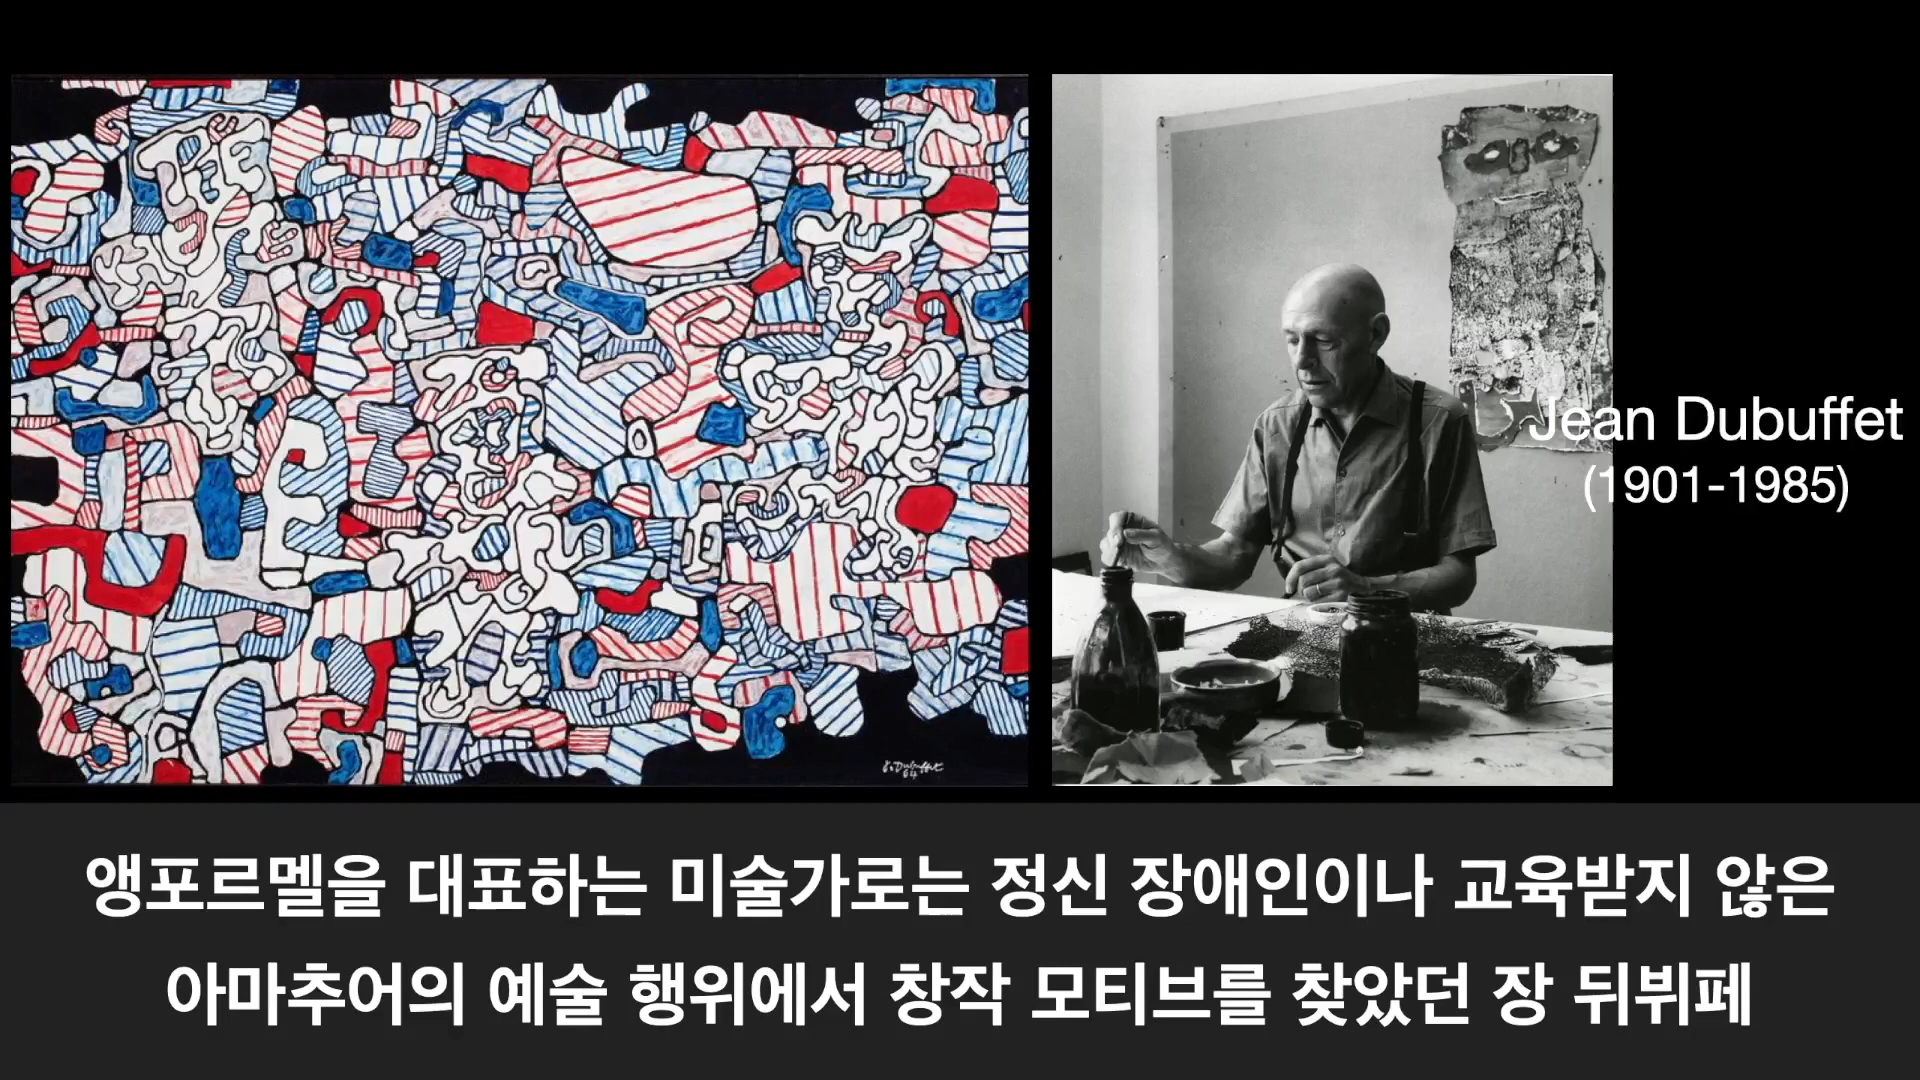 J. Dubuffet
64
Jean Dubuffet
(1901-1985)
앵포르멜을 대표하는 미술가로는 정신 장애인이나 교육받지 않은
아마추어의 예술 행위에서 창작 모티브를 찾았던 장 뒤뷔페